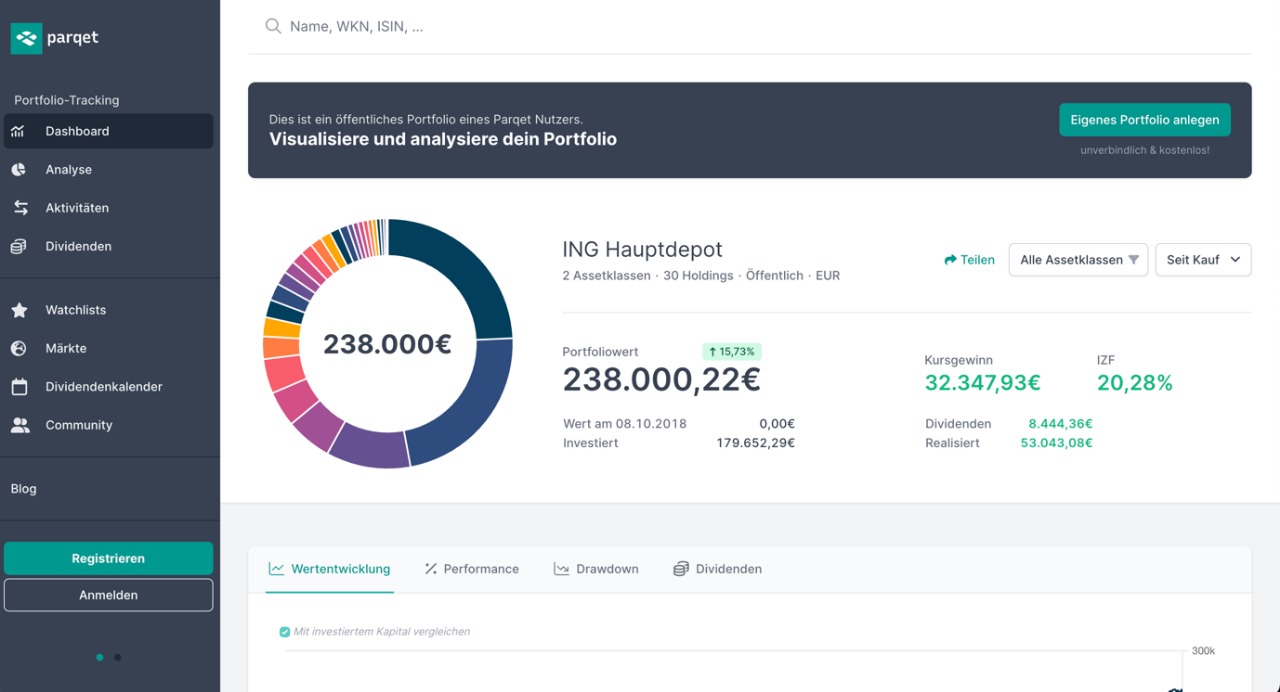 parqet
Portfolio-Tracking
Dashboard
Analyse
Aktivitäten
Dividenden
Watchlists
Märkte
Dividendenkalender
Community
Blog
Registrieren
Anmelden
Name, WKN, ISIN, ...
Dies ist ein öffentliches Portfolio eines Parqet Nutzers.
Visualisiere und analysiere dein Portfolio
Eigenes Portfolio anlegen
unverbindlich & kostenlos!
238.000€
ING Hauptdepot
2 Assetklassen · 30 Holdings · Öffentlich · EUR
Teilen
Alle Assetklassen
Seit Kauf
Portfoliowert
↑ 15,73%
238.000,22€
Wert am 08.10.2018 0,00€
Investiert 179.652,29€
Kursgewinn
32.347,93€
IZF
20,28%
Dividenden 8.444,36€
Realisiert 53.043,08€
Wertentwicklung
Performance
Drawdown
Dividenden
Mit investiertem Kapital vergleichen
300k